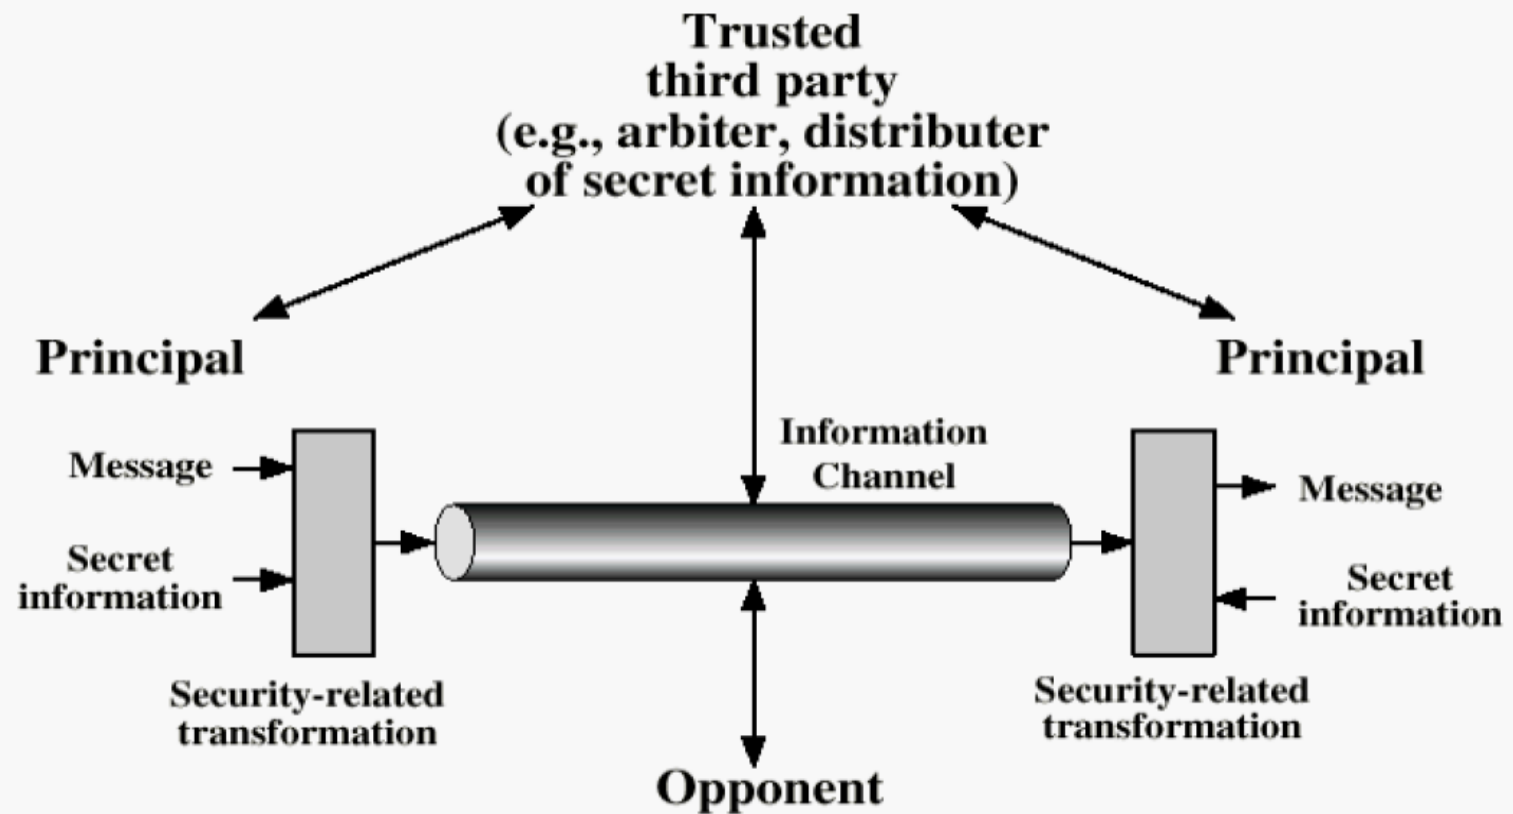 Trusted
third party
(e.g., arbiter, distributer
of secret information)
Principal
Principal
Information
Channel
Message
Secret
information
Message
Secret
information
Security-related
transformation
Security-related
transformation
Opponent